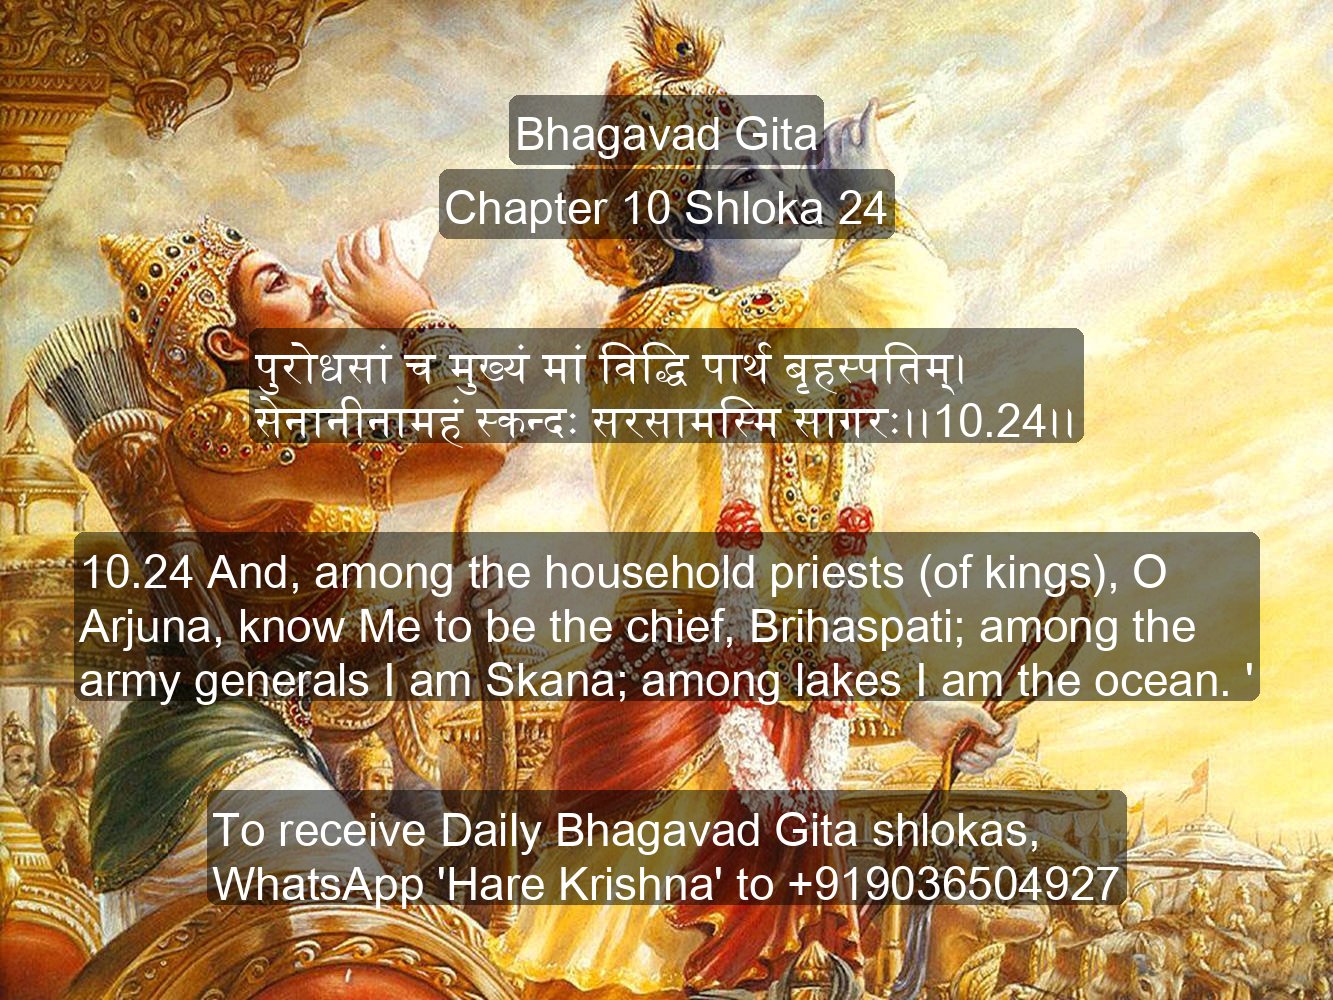 Bhagavad Gita
Chapter 10 Shloka 24
पुरोधसां च मुख्यं मां विद्धि पार्थ बृहस्पतिम्।
सेनानीनामहं स्कन्दः सरसामस्मि सागरः।।10.24।।
10.24 And, among the household priests (of kings), O
Arjuna, know Me to be the chief, Brihaspati; among the
army generals I am Skana; among lakes I am the ocean. '
To receive Daily Bhagavad Gita shlokas,
WhatsApp 'Hare Krishna' to +919036504927